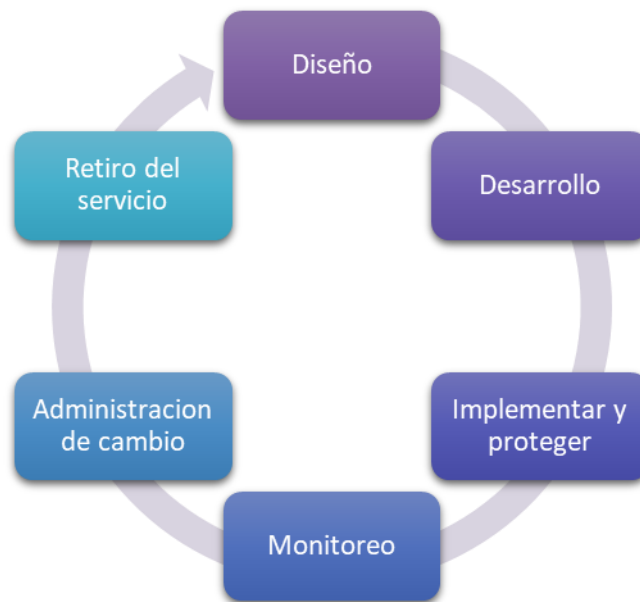 Diseño
Desarrollo
Implementar y
proteger
Monitoreo
Administracion
de cambio
Retiro del
servicio